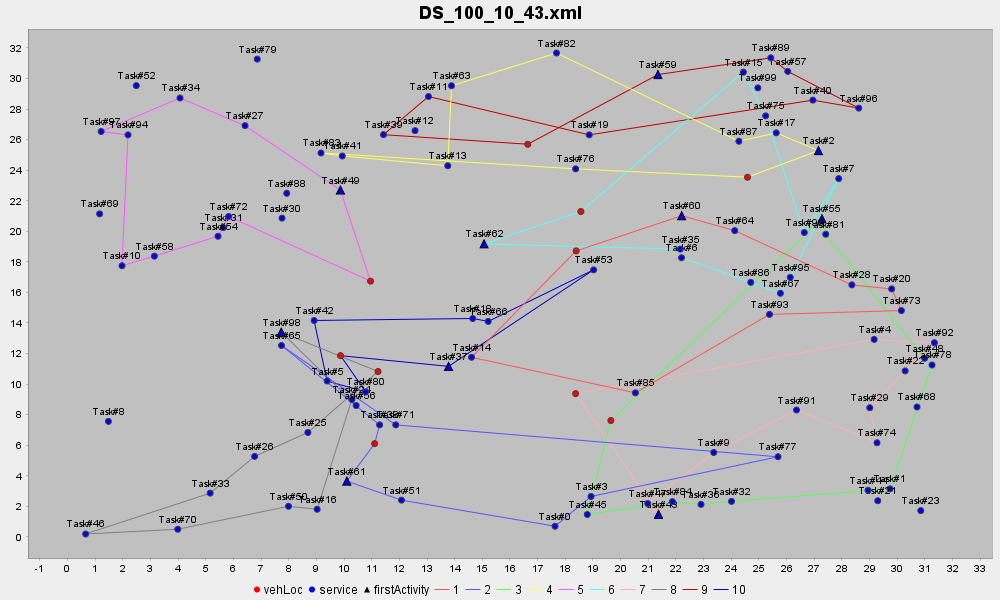 DS_100_10_43.xml
32
30
28
26
24
22
20
18
16
14
12
10
8
6
4
2
0
-1 0 1 2 3 4 5 6 7 8 9 10 11 12 13 14 15 16 17 18 19 20 21 22 23 24 25 26 27 28 29 30 31 32 33
Task#82
Task#79
Task#89
Task#59
Task#15
Task#57
Task#52
Task#63
Task#99
Task#34
Task#11
Task#40
Task#96
Task#75
Task#97
Task#94
Task#27
Task#39
Task#12
Task#19
Task#87
Task#17
Task#83
Task#41
Task#2
Task#13
Task#76
Task#7
Task#49
Task#88
Task#69
Task#72
Task#30
Task#31
Task#54
Task#60
Task#55
Task#64
Task#81
Task#62
Task#35
Task#6
Task#58
Task#10
Task#53
Task#95
Task#86
Task#67
Task#28
Task#20
Task#42
Task#18
Task#66
Task#93
Task#73
Task#98
Task#65
Task#4
Task#92
Task#14
Task#48
Task#78
Task#37
Task#22
Task#5
Task#80
Task#85
Task#56
Task#8
Task#25
Task#71
Task#91
Task#29
Task#68
Task#26
Task#9
Task#77
Task#74
Task#61
Task#33
Task#51
Task#3
Task#50
Task#16
Task#45
Task#36
Task#32
Task#1
Task#23
Task#43
Task#46
Task#70
Task#0
vehLoc service firstActivity 1 2 3 4 5 6 7 8 9 10